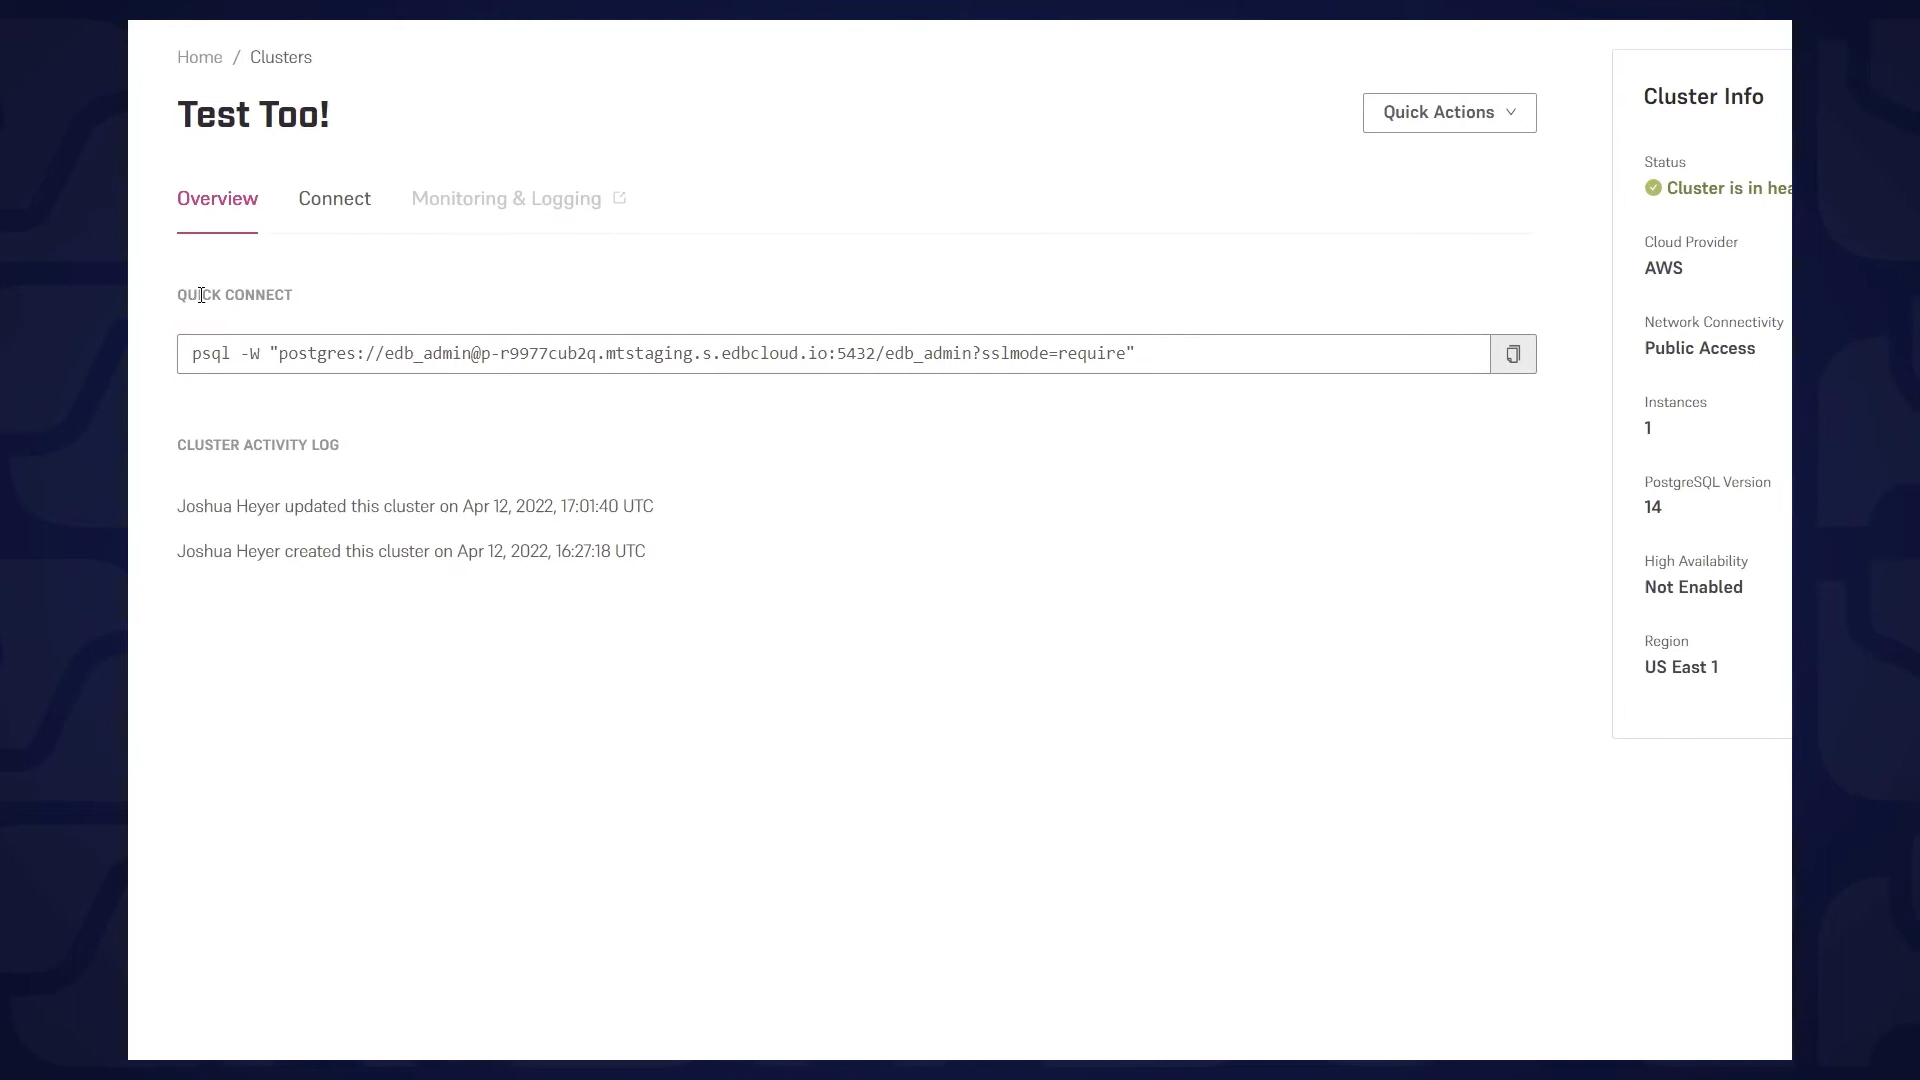 Home / Clusters
Test Too!
Quick Actions
Overview Connect Monitoring & Logging
QUICK CONNECT
psql -W "postgres://edb_admin@p-r9977cub2q.mtstaging.s.edbcloud.io:5432/edb_admin?sslmode=require"
CLUSTER ACTIVITY LOG
Joshua Heyer updated this cluster on Apr 12, 2022, 17:01:40 UTC
Joshua Heyer created this cluster on Apr 12, 2022, 16:27:18 UTC
Cluster Info
Status
Cluster is in hea
Cloud Provider
AWS
Network Connectivity
Public Access
Instances
1
PostgreSQL Version
14
High Availability
Not Enabled
Region
US East 1